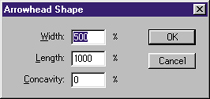 Arrowhead Shape
Width: 500 % OK
Length: 1000 % Cancel
Concavity: 0 %